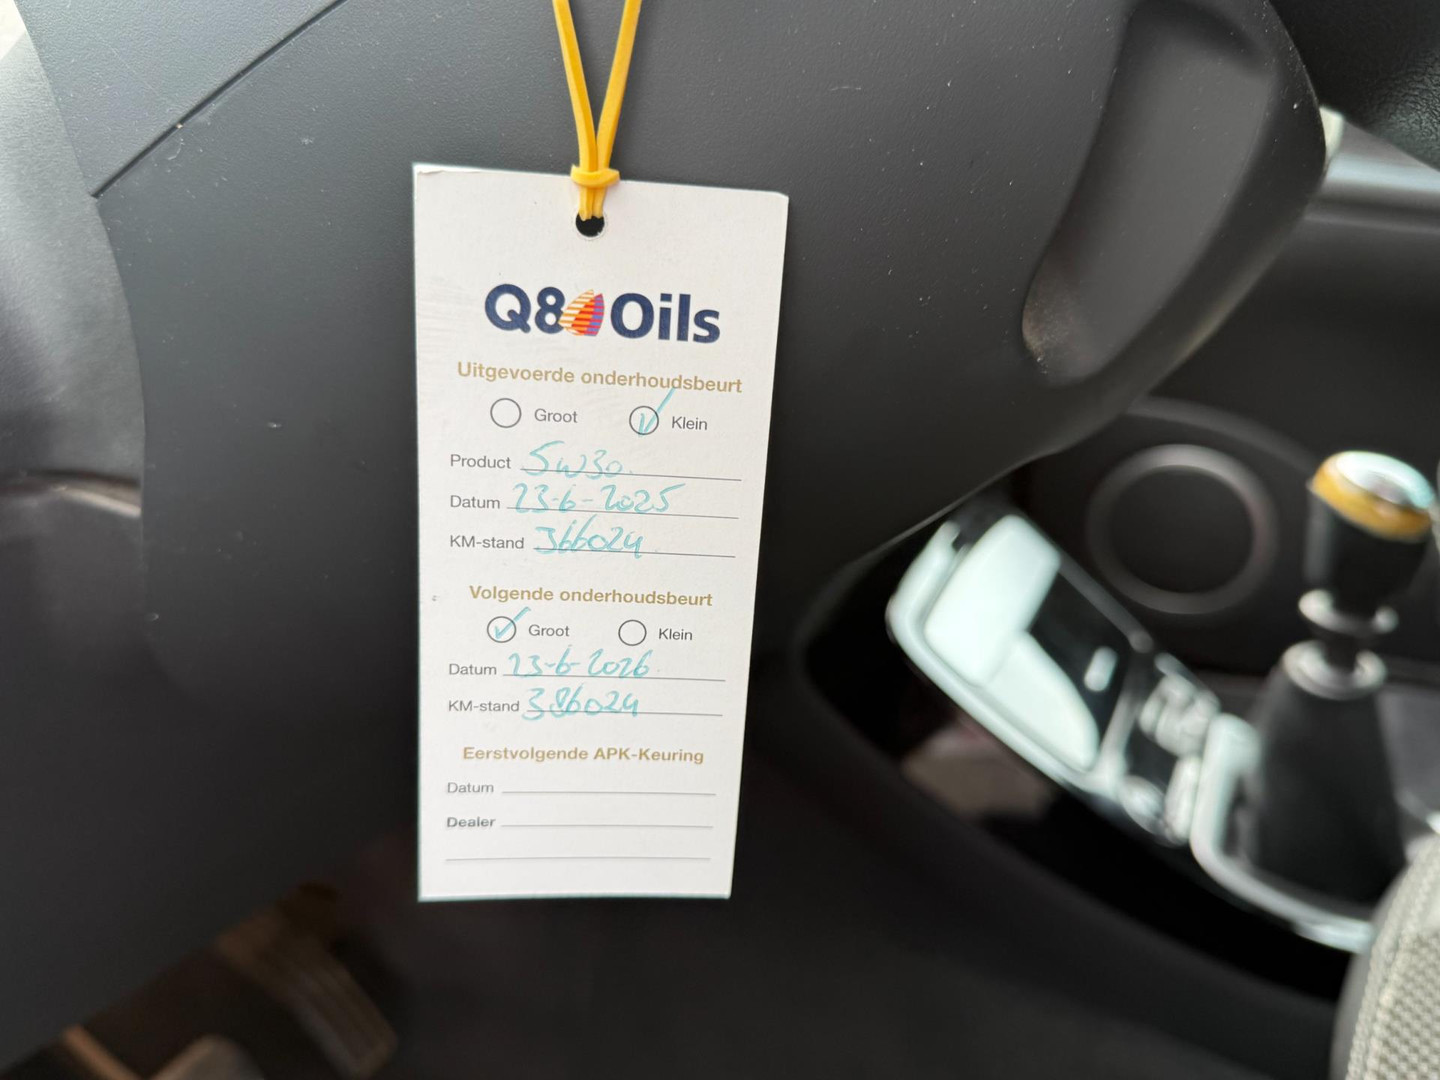 Q8 Oils
Uitgevoerde onderhoudsbeurt
Groot Klein
Product 5W30
Datum 23-6-2025
KM-stand 366024
Volgende onderhoudsbeurt
Groot Klein
Datum 23-6-2026
KM-stand 386024
Eerstvolgende APK-Keuring
Datum
Dealer